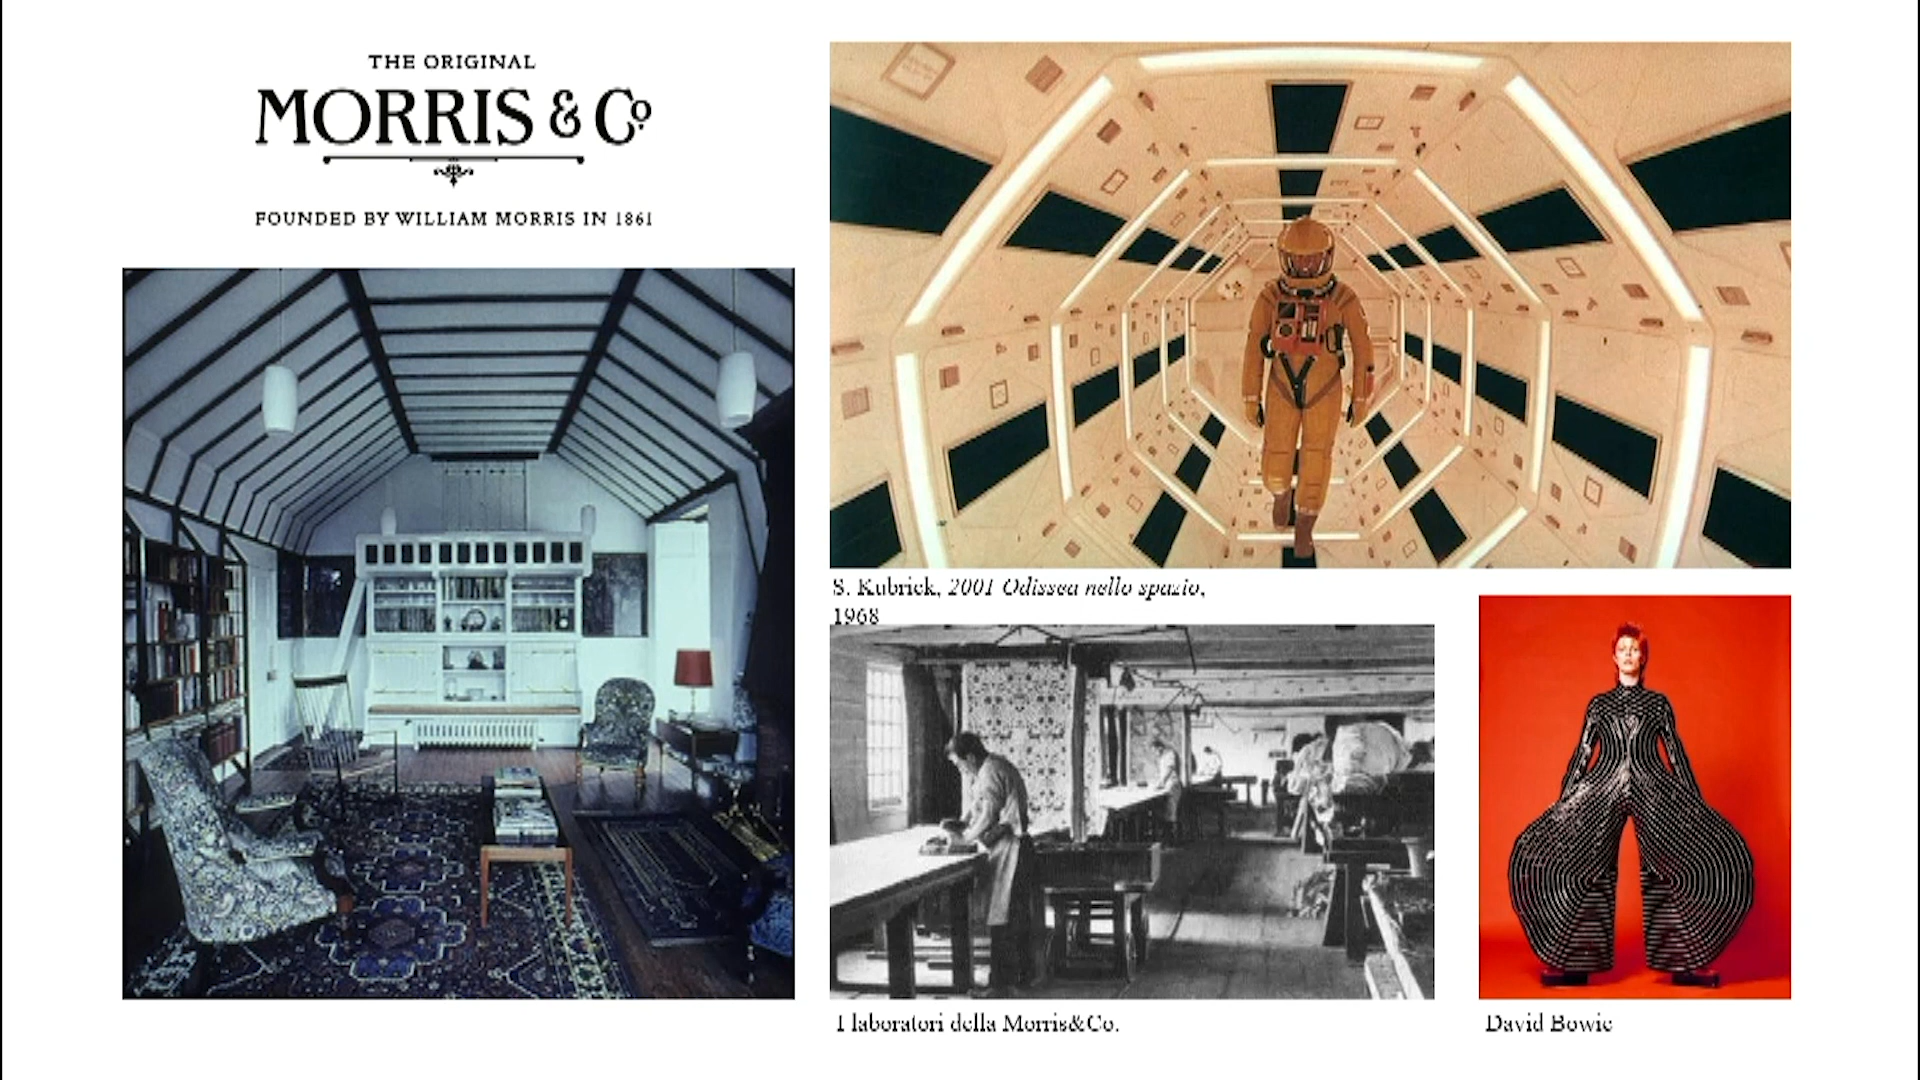 THE ORIGINAL
MORRIS & Co.
FOUNDED BY WILLIAM MORRIS IN 1861
S. Kubrick, 2001 Odissea nello spazio,
1968
I laboratori della Morris&Co.
David Bowie